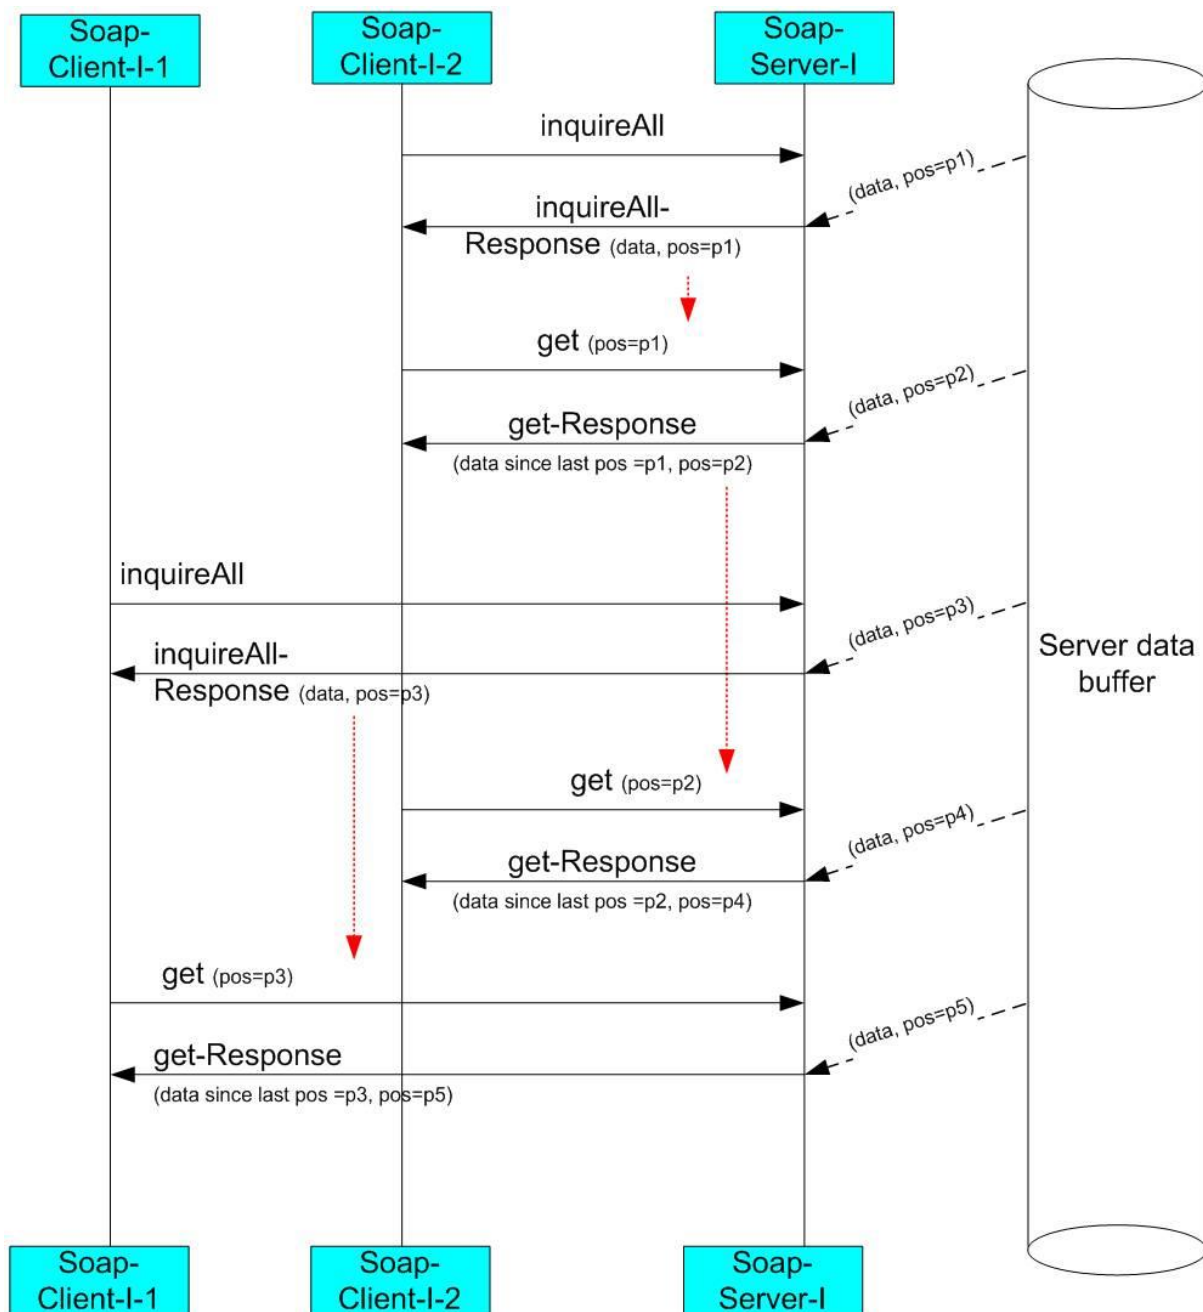 Soap-
Client-I-1
Soap-
Client-I-2
Soap-
Server-I
inquireAll
(data, pos=p1)
inquireAll-
Response (data, pos=p1)
get (pos=p1)
(data, pos=p2)
get-Response
(data since last pos =p1, pos=p2)
inquireAll
(data, pos=p3)
inquireAll-
Response (data, pos=p3)
Server data
buffer
get (pos=p2)
(data, pos=p4)
get-Response
(data since last pos =p2, pos=p4)
get (pos=p3)
(data, pos=p5)
get-Response
(data since last pos =p3, pos=p5)
Soap-
Client-I-1
Soap-
Client-I-2
Soap-
Server-I